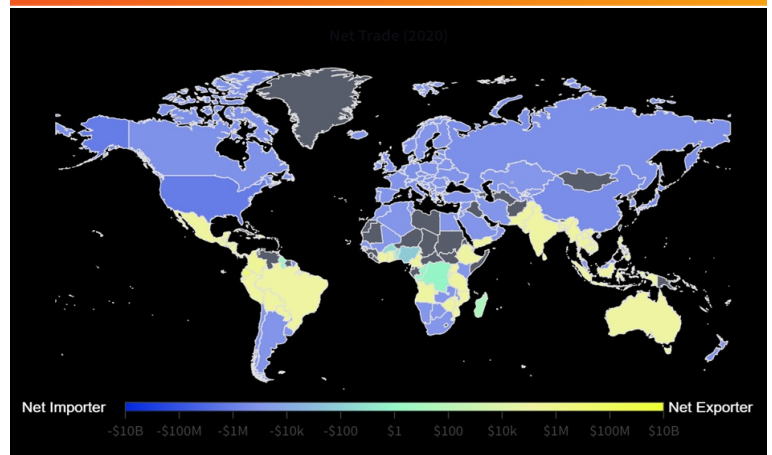 Net Trade (2020)
Net Importer
Net Exporter
-$10B -$100M -$1M -$10k -$100 $1 $100 $10k $1M $100M $10B